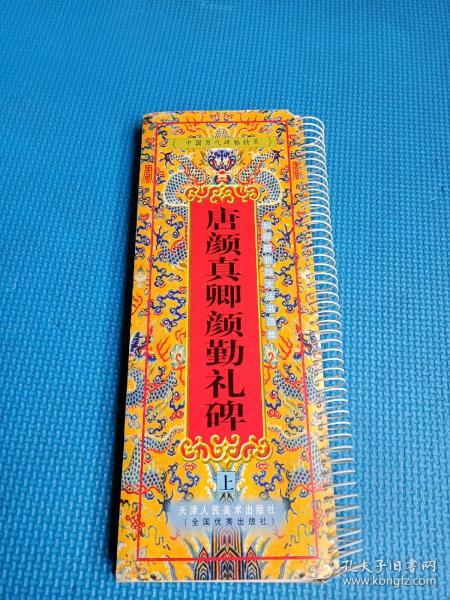 中国历代碑帖精萃
唐颜真卿颜勤礼碑
上
天津人民美术出版社
(全国优秀出版社)
孔夫子旧书网
www.kongfz.com